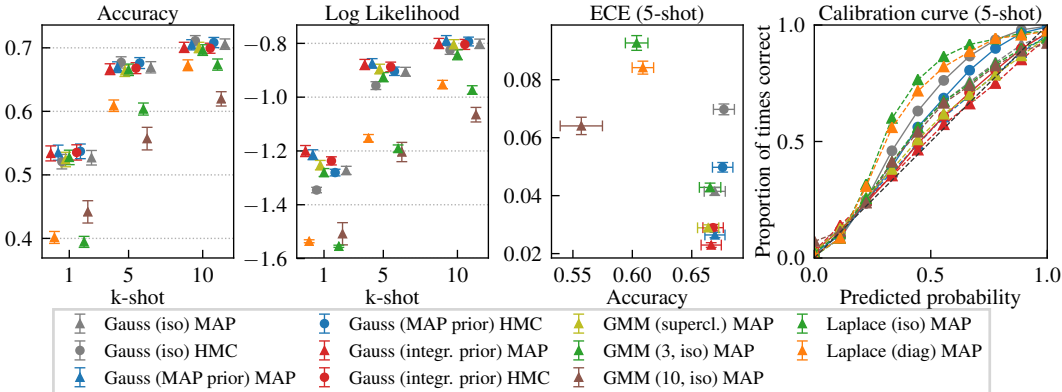 Accuracy
Log Likelihood
ECE (5-shot)
Calibration curve (5-shot)
0.7
0.6
0.5
0.4
1
5
10
k-shot
−0.8
−1.0
−1.2
−1.4
−1.6
1
5
10
k-shot
0.08
0.06
0.04
0.02
0.55
0.60
0.65
Accuracy
Proportion of times correct
1.0
0.5
0.0
0.0
0.5
1.0
Predicted probability
Gauss (iso) MAP
Gauss (iso) HMC
Gauss (MAP prior) MAP
Gauss (MAP prior) HMC
Gauss (integr. prior) MAP
Gauss (integr. prior) HMC
GMM (supercl.) MAP
GMM (3, iso) MAP
GMM (10, iso) MAP
Laplace (iso) MAP
Laplace (diag) MAP